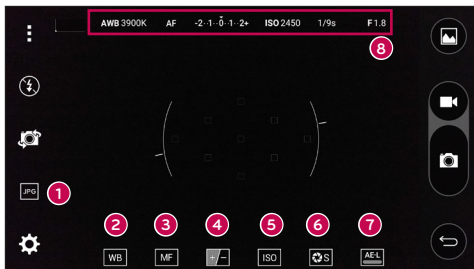 AWB 3900K AF -2··1··0··1··2+ ISO 2450 1/9s F 1.8
8
JPG 1
2 3 4 5 6 7
WB MF +/- ISO S AE-L